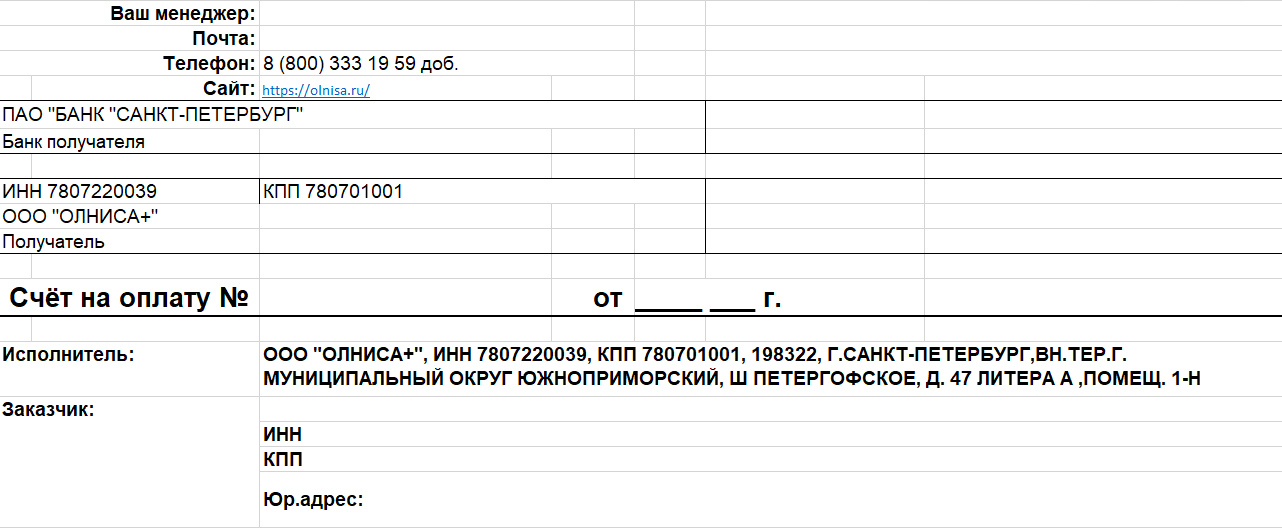 Ваш менеджер:
Почта:
Телефон: 8 (800) 333 19 59 доб.
Сайт: https://olnisa.ru/
ПАО "БАНК "САНКТ-ПЕТЕРБУРГ"
Банк получателя
ИНН 7807220039 КПП 780701001
ООО "ОЛНИСА+"
Получатель
Счёт на оплату № от _____ ___ г.
Исполнитель: ООО "ОЛНИСА+", ИНН 7807220039, КПП 780701001, 198322, Г.САНКТ-ПЕТЕРБУРГ,ВН.ТЕР.Г.
МУНИЦИПАЛЬНЫЙ ОКРУГ ЮЖНОПРИМОРСКИЙ, Ш ПЕТЕРГОФСКОЕ, Д. 47 ЛИТЕРА А ,ПОМЕЩ. 1-Н
Заказчик:
ИНН
КПП
Юр.адрес: